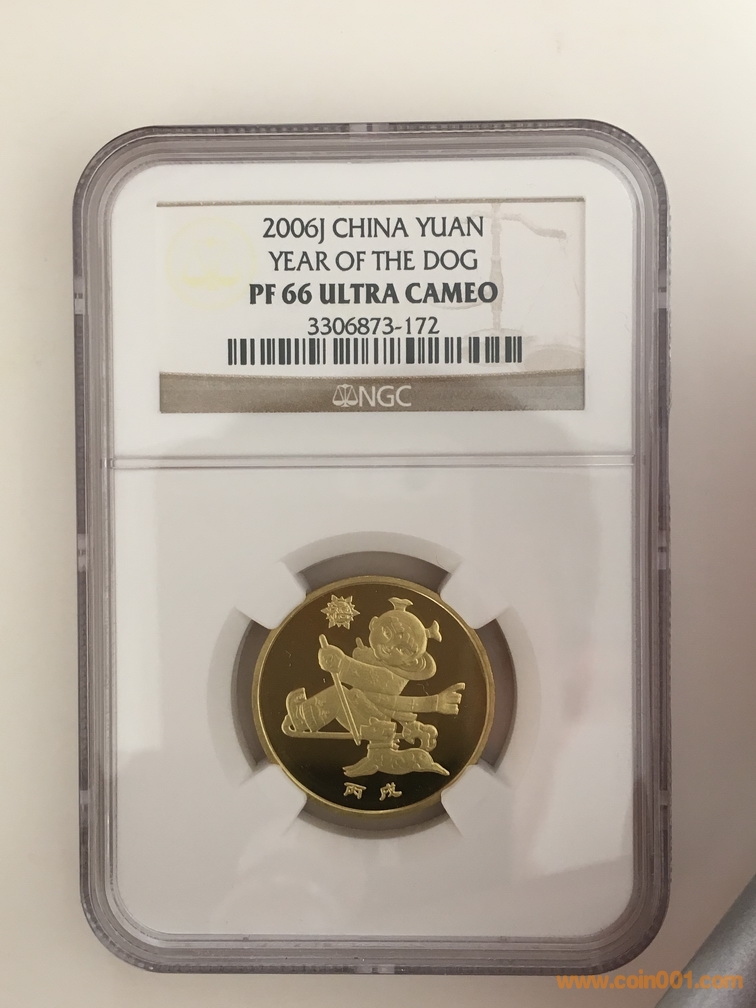 2006J CHINA YUAN
YEAR OF THE DOG
PF 66 ULTRA CAMEO
3306873-172
NGC
丙戌
www.coin001.com